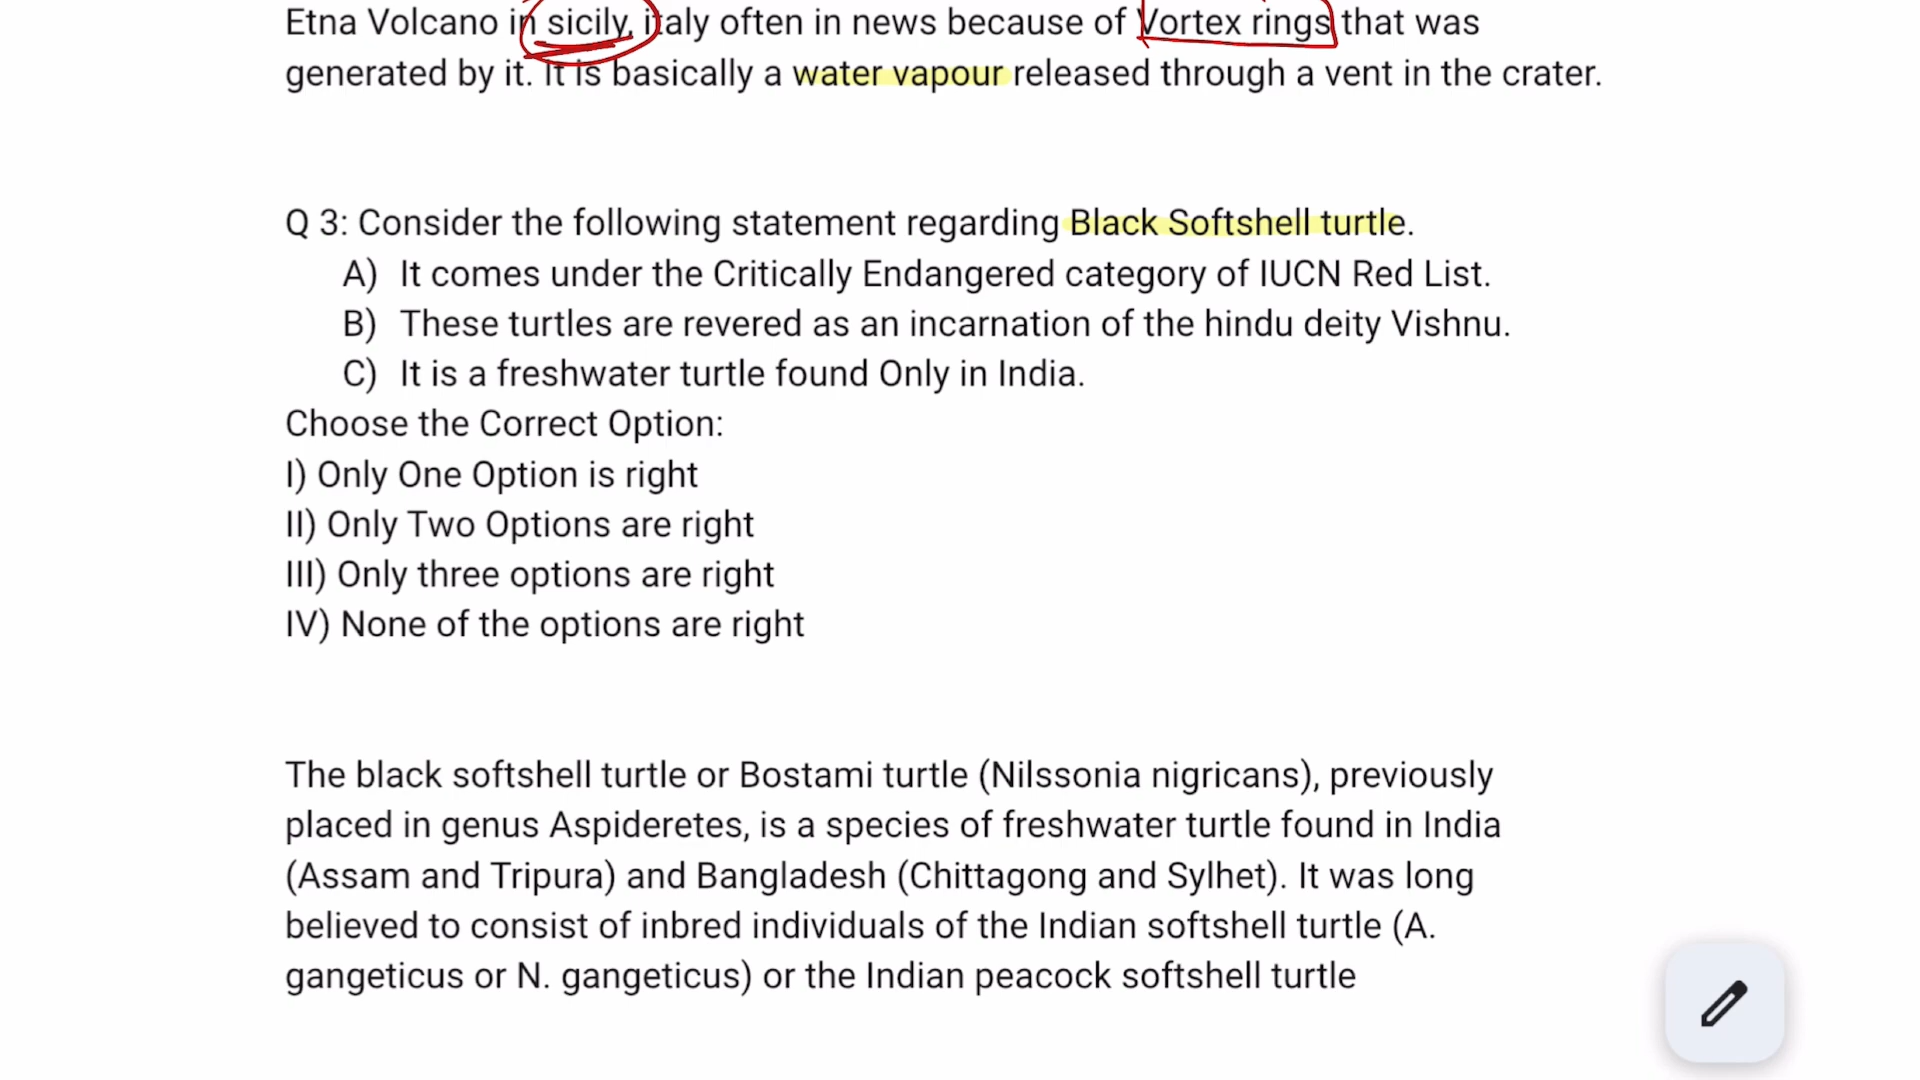 Etna Volcano in sicily, italy often in news because of Vortex rings that was
generated by it. It is basically a water vapour released through a vent in the crater.
Q 3: Consider the following statement regarding Black Softshell turtle.
A) It comes under the Critically Endangered category of IUCN Red List.
B) These turtles are revered as an incarnation of the hindu deity Vishnu.
C) It is a freshwater turtle found Only in India.
Choose the Correct Option:
I) Only One Option is right
II) Only Two Options are right
III) Only three options are right
IV) None of the options are right
The black softshell turtle or Bostami turtle (Nilssonia nigricans), previously
placed in genus Aspideretes, is a species of freshwater turtle found in India
(Assam and Tripura) and Bangladesh (Chittagong and Sylhet). It was long
believed to consist of inbred individuals of the Indian softshell turtle (A.
gangeticus or N. gangeticus) or the Indian peacock softshell turtle